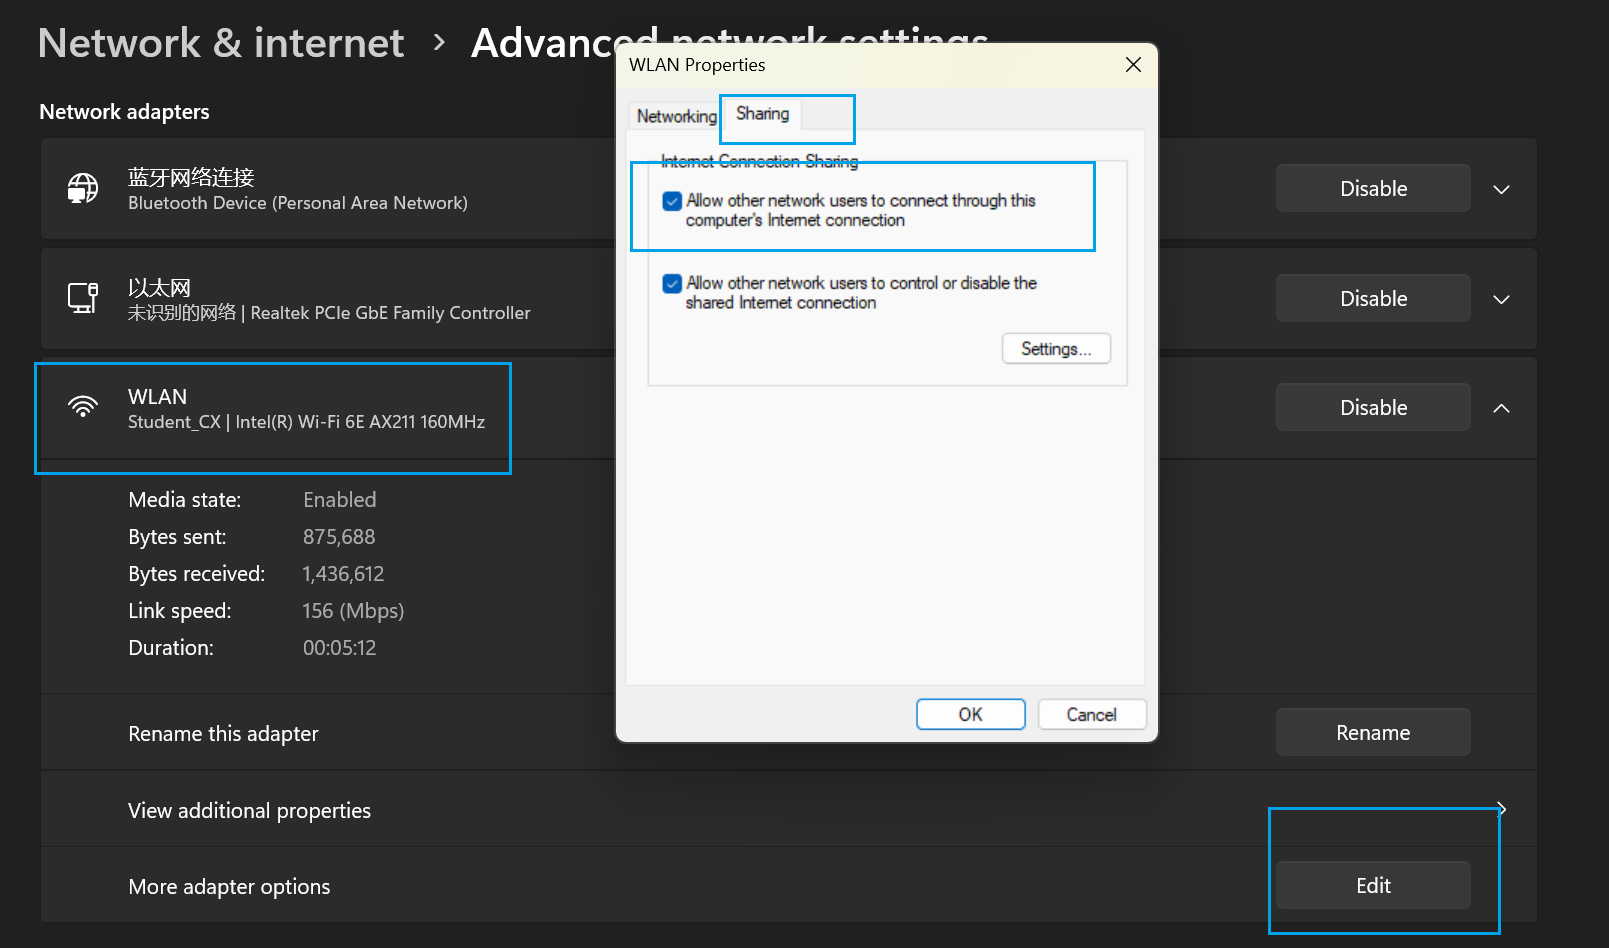 Network & internet > Advanced network settings
Network adapters
蓝牙网络连接
Bluetooth Device (Personal Area Network)
Disable
以太网
未识别的网络 | Realtek PCIe GbE Family Controller
Disable
WLAN
Student_CX | Intel(R) Wi-Fi 6E AX211 160MHz
Disable
Media state: Enabled
Bytes sent: 875,688
Bytes received: 1,436,612
Link speed: 156 (Mbps)
Duration: 00:05:12
Rename this adapter
Rename
View additional properties
More adapter options
Edit
WLAN Properties
Networking
Sharing
Internet Connection Sharing
Allow other network users to connect through this
computer's Internet connection
Allow other network users to control or disable the
shared Internet connection
Settings...
OK
Cancel